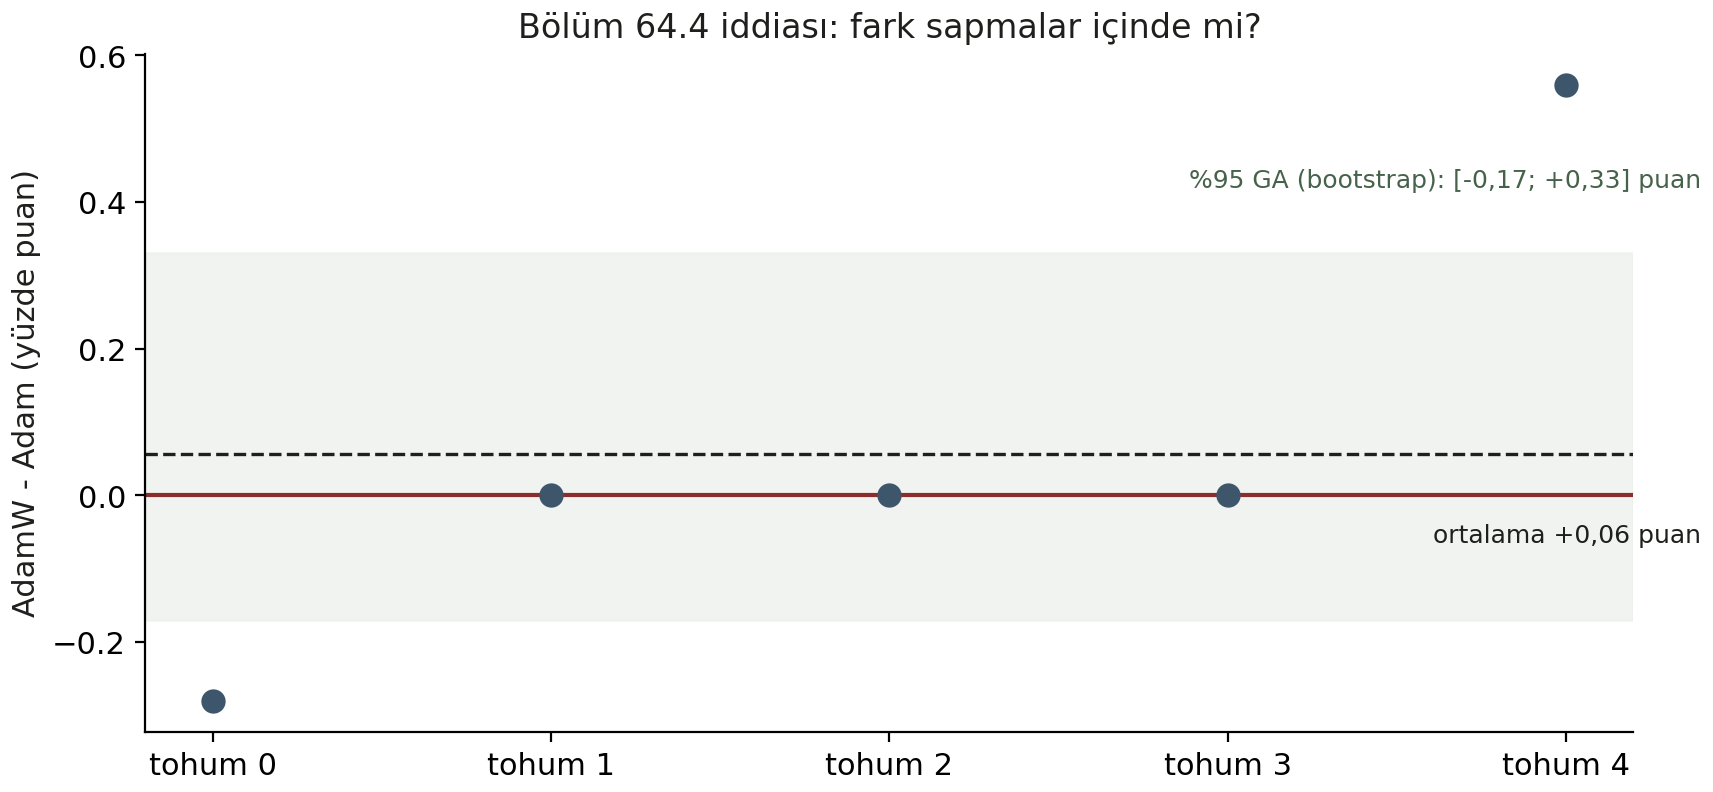 Bölüm 64.4 iddiası: fark sapmalar içinde mi?
AdamW - Adam (yüzde puan)
0.6
0.4
0.2
0.0
−0.2
%95 GA (bootstrap): [-0,17; +0,33] puan
ortalama +0,06 puan
tohum 0
tohum 1
tohum 2
tohum 3
tohum 4